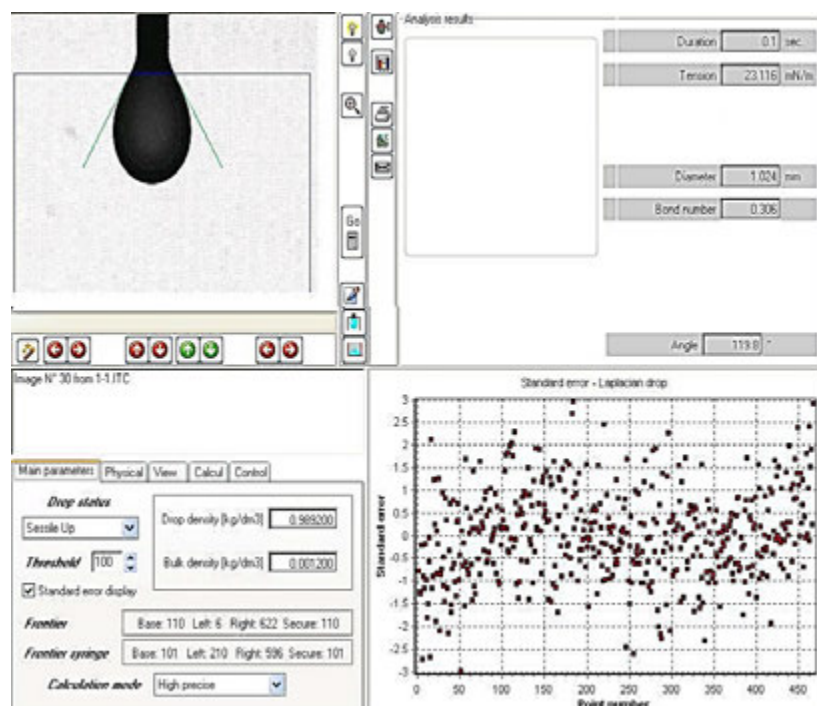 Analysis results
Duration 0.1 sec
Tension 23.116 mN/m
Diameter 1.024 mm
Bond number 0.306
Go
Angle 119.8 °
Image N° 30 from 1-1.ITC
Main parameters Physical View Calcul Control
Drop status
Sessile Up
Drop density [kg/dm3] 0.989200
Threshold 100
Bulk density [kg/dm3] 0.001200
Standard error display
Frontier Base: 110 Left: 6 Right: 622 Secure: 110
Frontier syringe Base: 101 Left: 210 Right: 596 Secure: 101
Calculation mode High precise
Standard error - Laplacian drop
3
2.5
2
1.5
1
0.5
0
-0.5
-1
-1.5
-2
-2.5
-3
Standard error
0 50 100 150 200 250 300 350 400 450
Point number